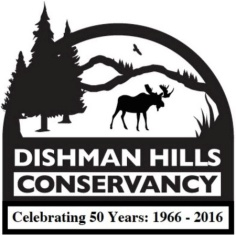 DISHMAN HILLS
CONSERVANCY
Celebrating 50 Years: 1966 - 2016